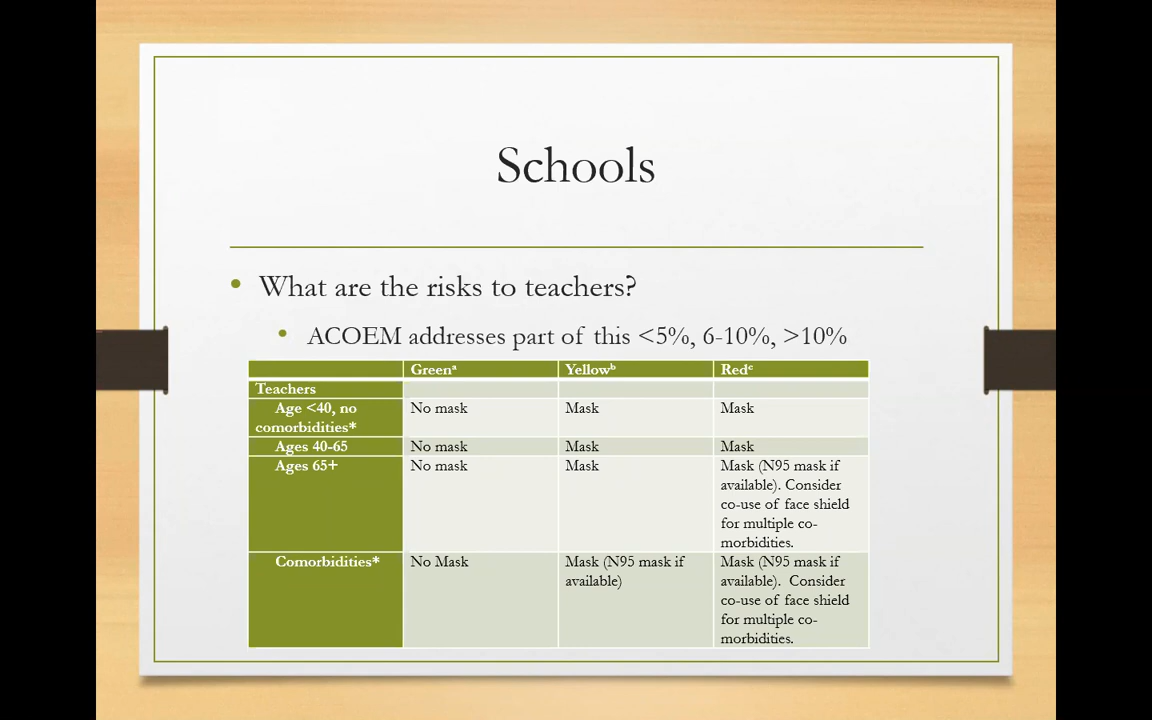 Schools
• What are the risks to teachers?
• ACOEM addresses part of this <5%, 6-10%, >10%
Greenᵃ Yellowᵇ Redᶜ
Teachers
Age <40, no comorbidities* No mask Mask Mask
Ages 40-65 No mask Mask Mask
Ages 65+ No mask Mask Mask (N95 mask if
available). Consider
co-use of face shield
for multiple co-
morbidities.
Comorbidities* No Mask Mask (N95 mask if available) Mask (N95 mask if
available).  Consider
co-use of face shield
for multiple co-
morbidities.